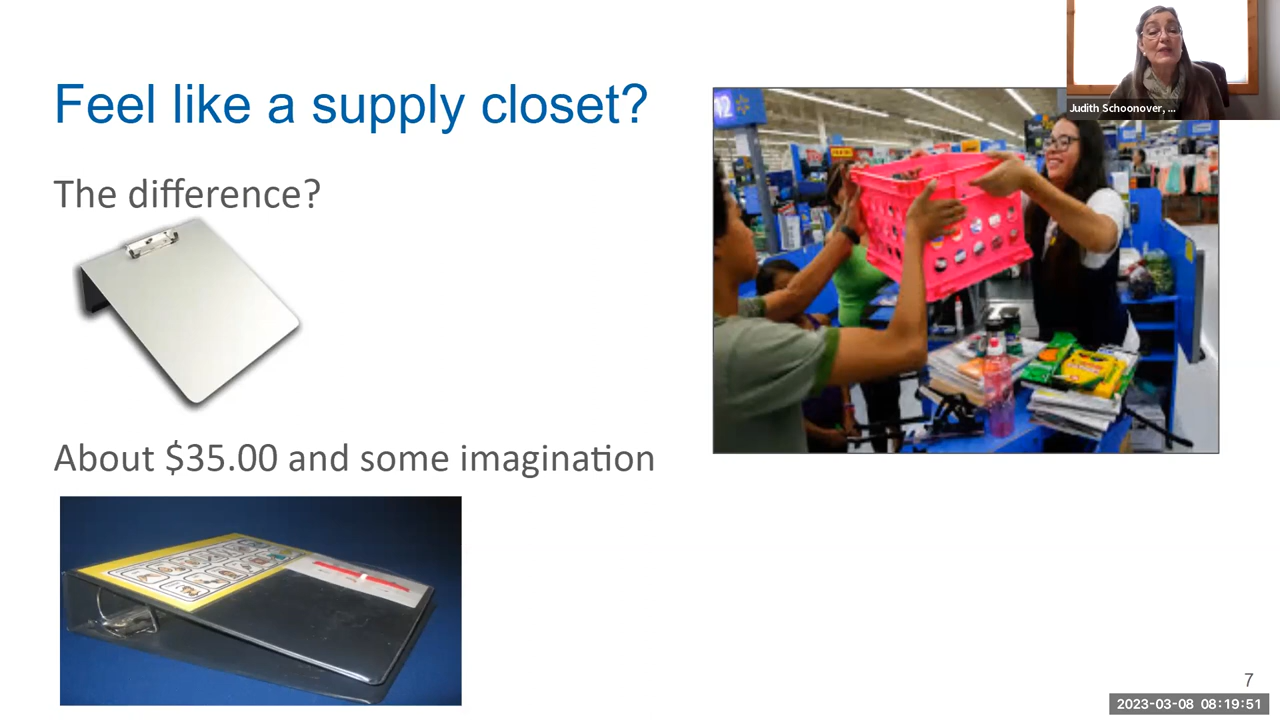 Feel like a supply closet?
The difference?
About $35.00 and some imagination
Judith Schoonover, ...
12
7
2023-03-08 08:19:51